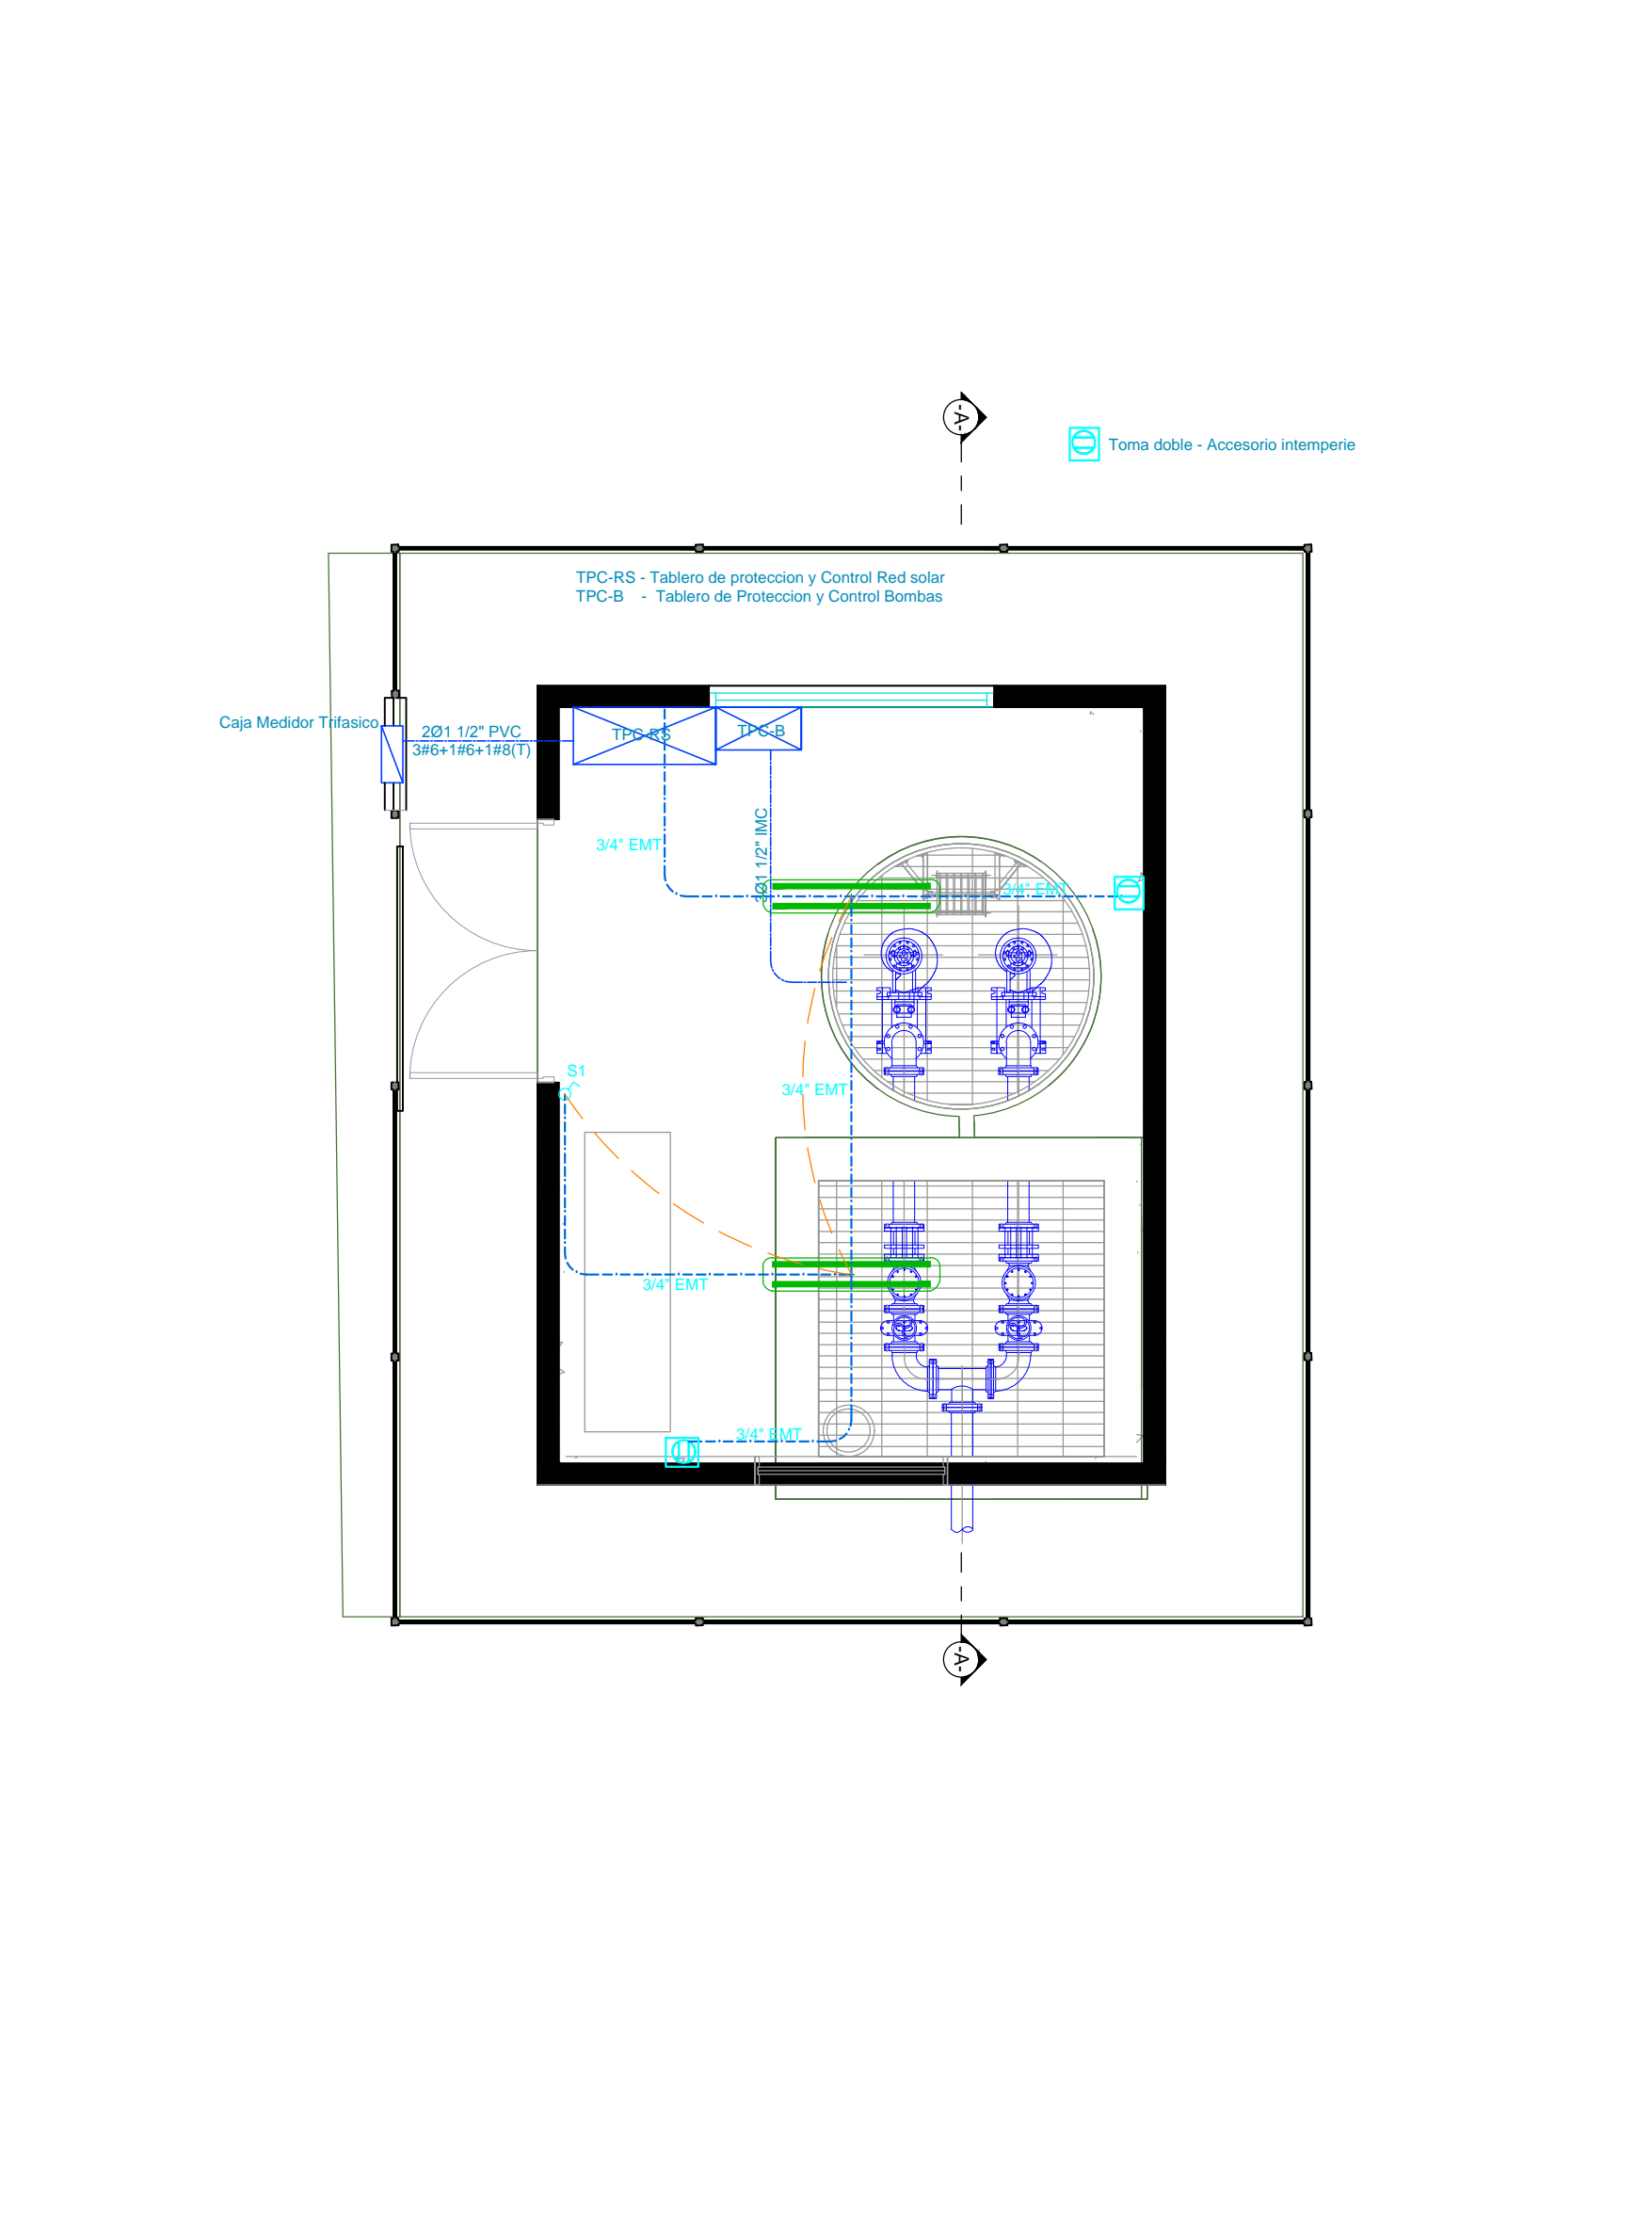 -A-
Toma doble - Accesorio intemperie
TPC-RS - Tablero de proteccion y Control Red solar
TPC-B - Tablero de Proteccion y Control Bombas
Caja Medidor Trifasico
2Ø1 1/2" PVC
3#6+1#6+1#8(T)
TPC-RS
TPC-B
3/4" EMT
3Ø1 1/2" IMC
3/4" EMT
S1
3/4" EMT
3/4" EMT
3/4" EMT
-A-